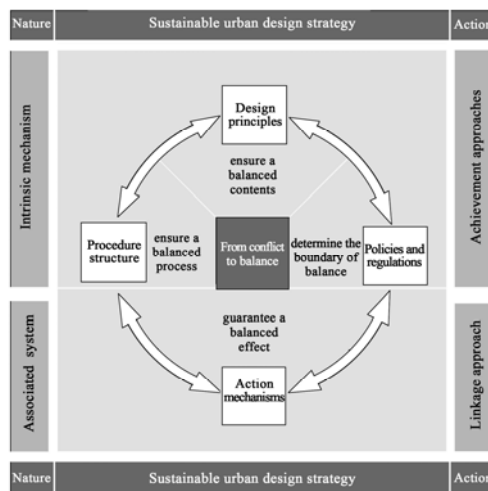 Nature
Sustainable urban design strategy
Action
Intrinsic mechanism
Achievement approaches
Design
principles
ensure a
balanced
contents
Procedure
structure
ensure a
balanced
process
From conflict
to balance
determine the
boundary of
balance
Policies and
regulations
Associated system
Linkage approach
guarantee a
balanced
effect
Action
mechanisms
Nature
Sustainable urban design strategy
Action